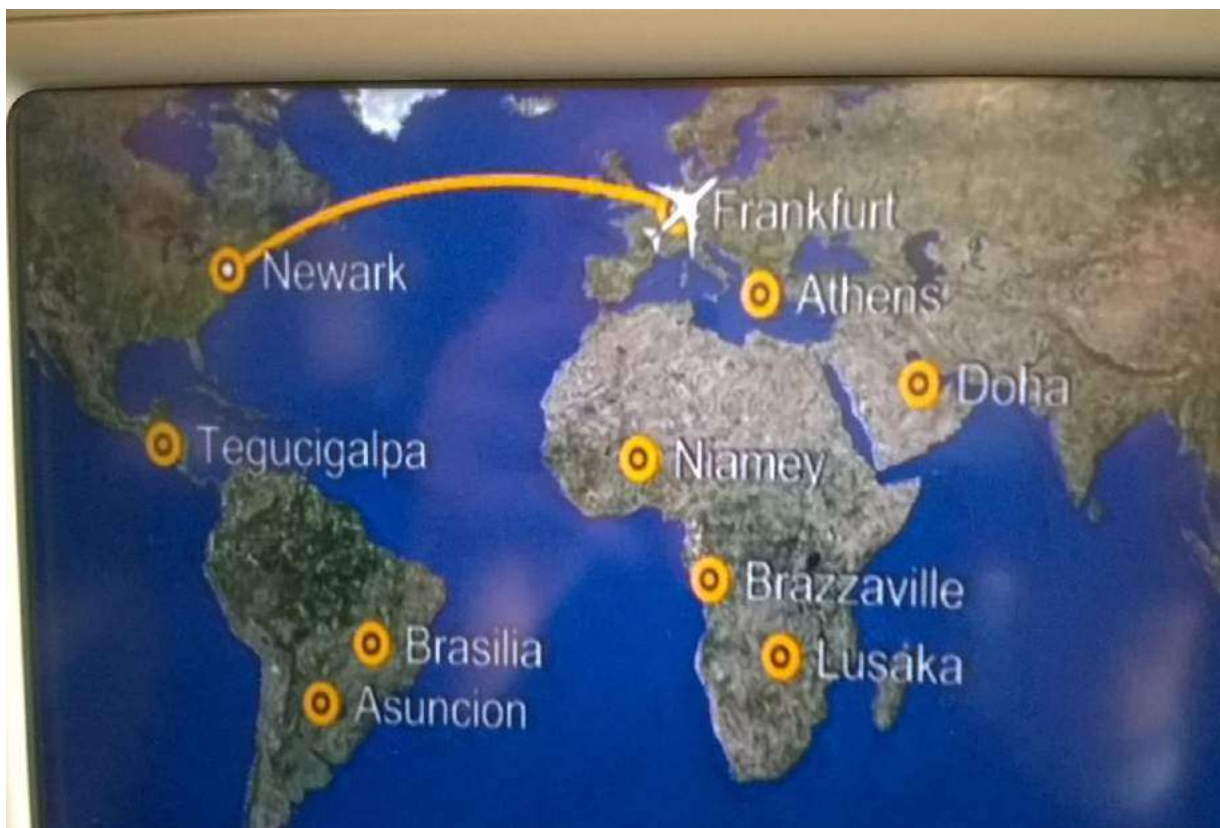 Frankfurt
Newark
Athens
Doha
Tegucigalpa
Niamey
Brazzaville
Brasilia
Lusaka
Asuncion